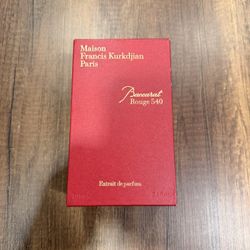 Maison
Francis Kurkdjian
Paris
Baccarat
Rouge 540
Extrait de parfum